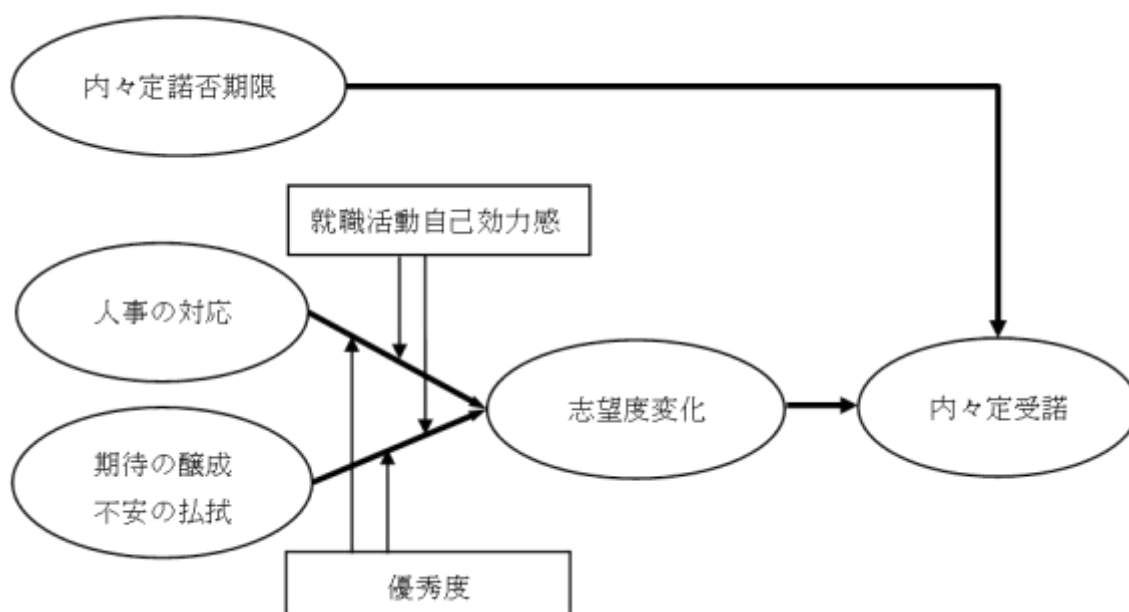 内々定諾否期限
就職活動自己効力感
人事の対応
志望度変化
内々定受諾
期待の醸成
不安の払拭
優秀度